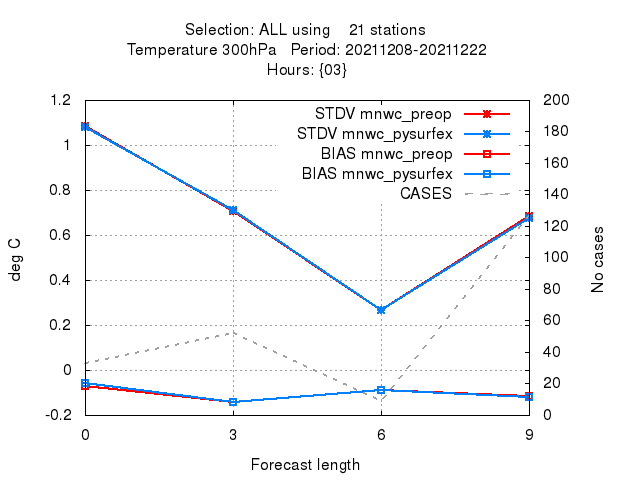 Selection: ALL using    21 stations
Temperature 300hPa   Period: 20211208-20211222
Hours: {03}
STDV mnwc_preop
STDV mnwc_pysurfex
BIAS mnwc_preop
BIAS mnwc_pysurfex
CASES
1.2
1
0.8
0.6
0.4
0.2
0
-0.2
deg C
200
180
160
140
120
100
80
60
40
20
0
No cases
0 3 6 9
Forecast length